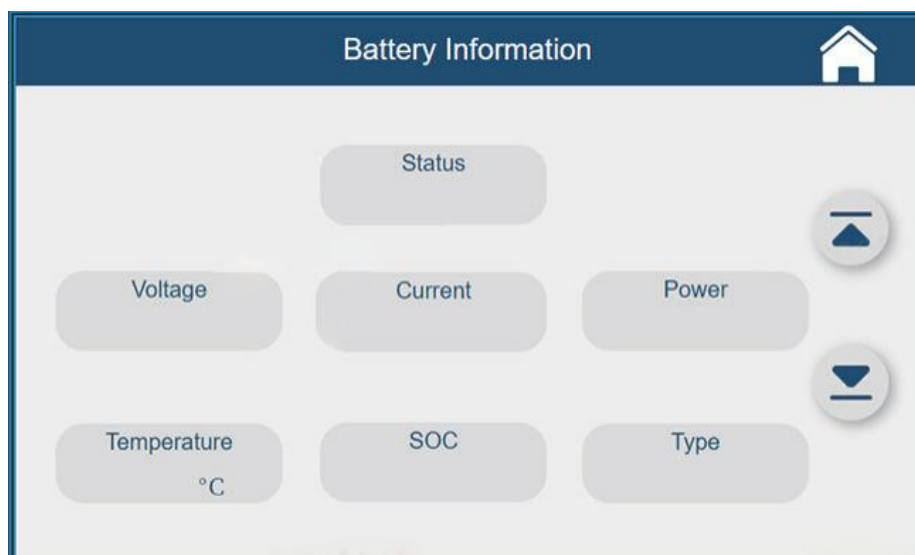 Battery Information
Status
Voltage Current Power
Temperature SOC Type
°C